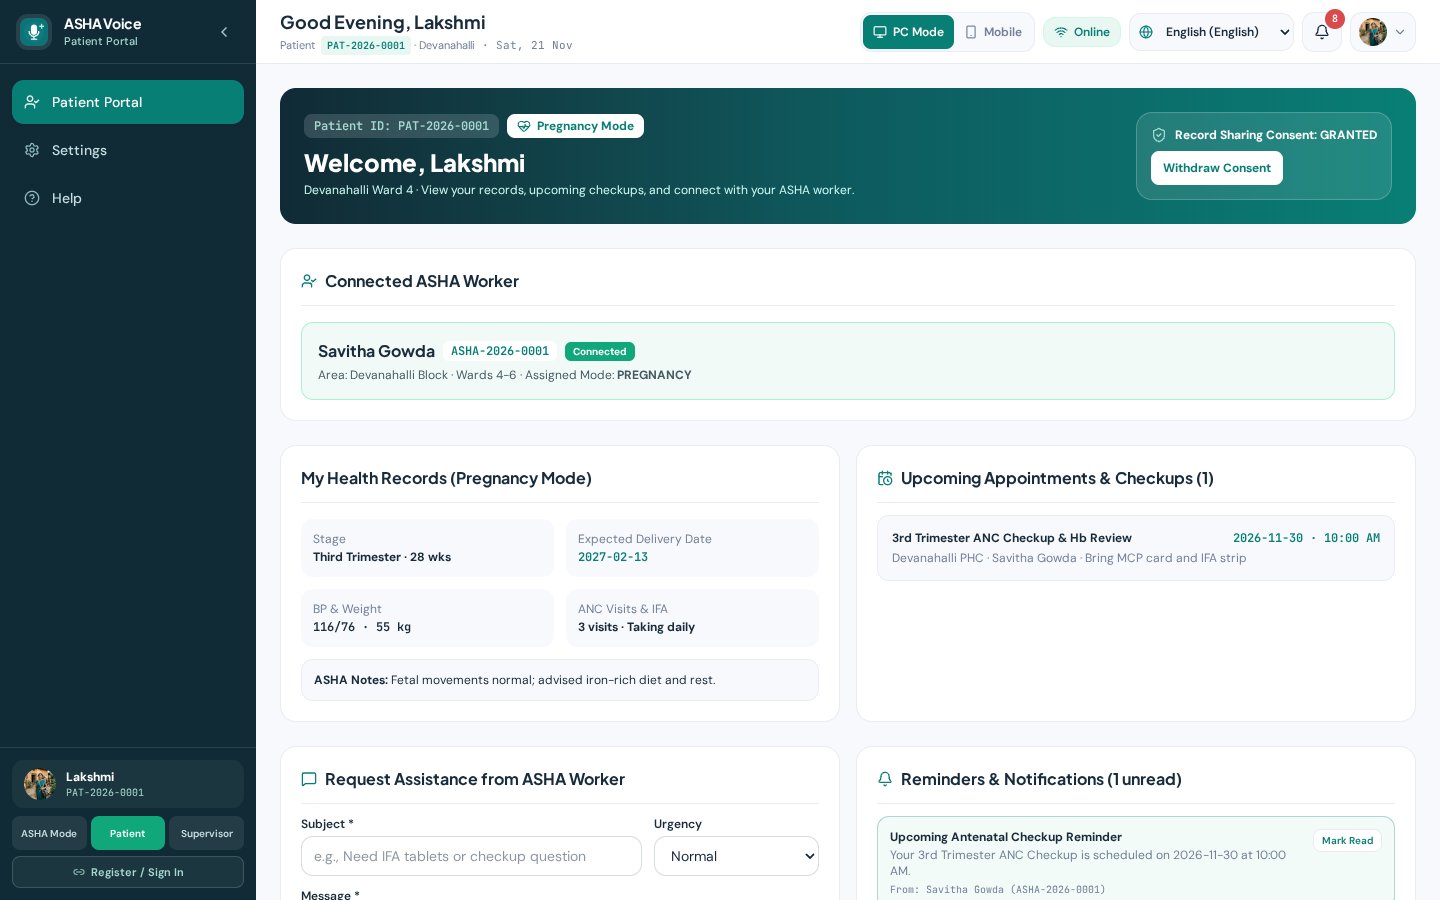 ASHA Voice
Patient Portal
Patient Portal
Settings
Help
Lakshmi
PAT-2026-0001
ASHA Mode
Patient
Supervisor
Register / Sign In
Good Evening, Lakshmi
Patient PAT-2026-0001 · Devanahalli · Sat, 21 Nov
PC Mode
Mobile
Online
English (English)
8
Patient ID: PAT-2026-0001
Pregnancy Mode
Welcome, Lakshmi
Devanahalli Ward 4 · View your records, upcoming checkups, and connect with your ASHA worker.
Record Sharing Consent: GRANTED
Withdraw Consent
Connected ASHA Worker
Savitha Gowda ASHA-2026-0001 Connected
Area: Devanahalli Block · Wards 4-6 · Assigned Mode: PREGNANCY
My Health Records (Pregnancy Mode)
Stage
Third Trimester · 28 wks
Expected Delivery Date
2027-02-13
BP & Weight
116/76 · 55 kg
ANC Visits & IFA
3 visits · Taking daily
ASHA Notes: Fetal movements normal; advised iron-rich diet and rest.
Upcoming Appointments & Checkups (1)
3rd Trimester ANC Checkup & Hb Review
2026-11-30 · 10:00 AM
Devanahalli PHC · Savitha Gowda · Bring MCP card and IFA strip
Request Assistance from ASHA Worker
Subject *
e.g., Need IFA tablets or checkup question
Urgency
Normal
Message *
Reminders & Notifications (1 unread)
Upcoming Antenatal Checkup Reminder
Mark Read
Your 3rd Trimester ANC Checkup is scheduled on 2026-11-30 at 10:00
AM.
From: Savitha Gowda (ASHA-2026-0001)